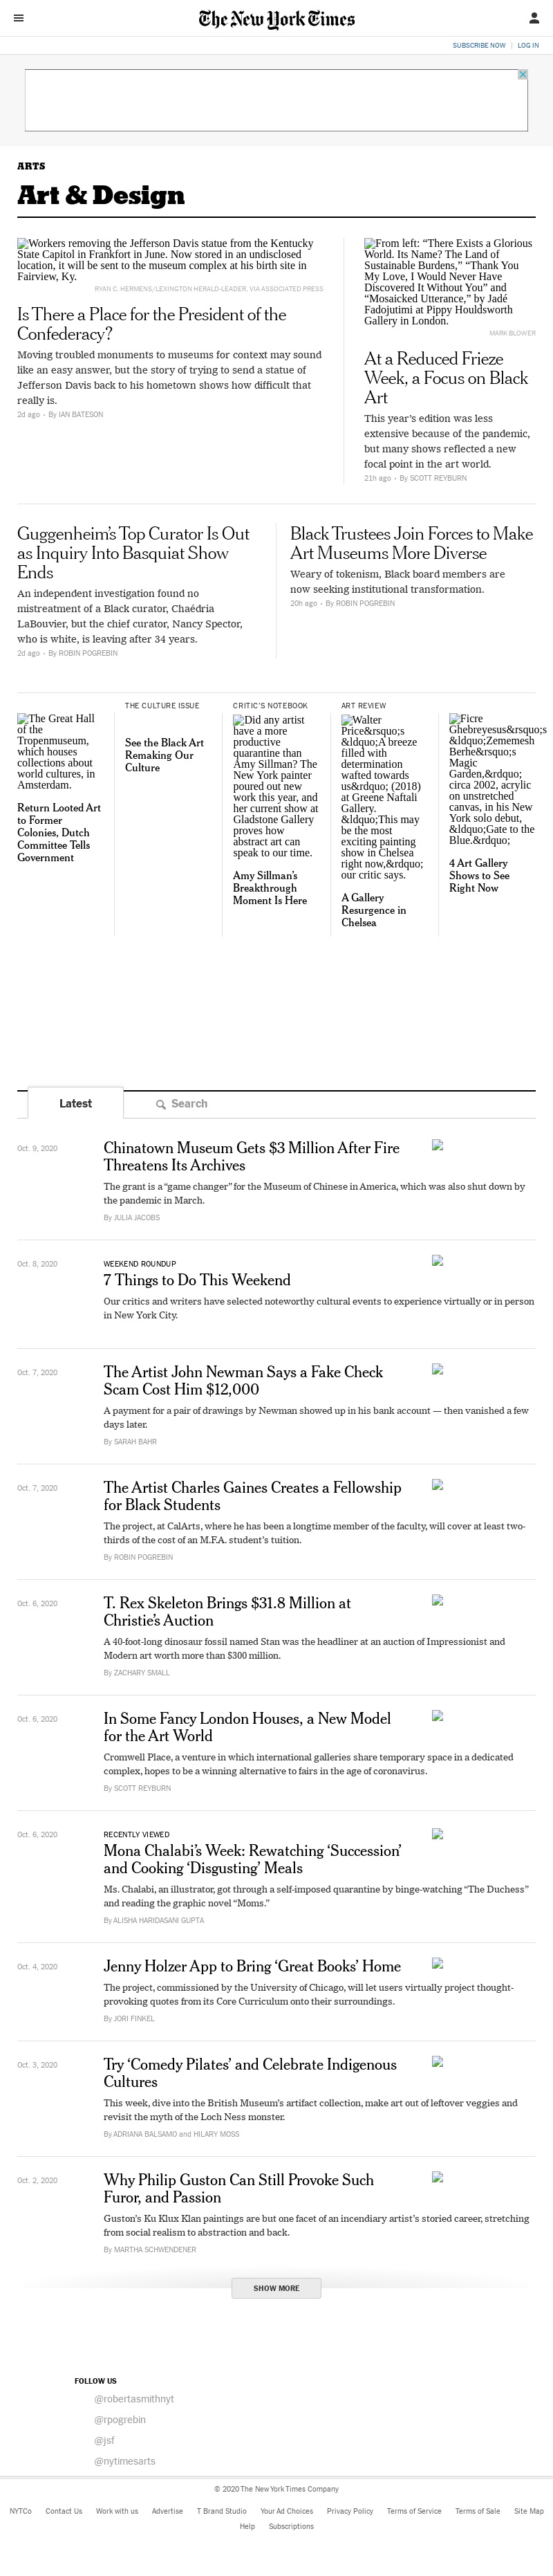 The New York Times
SUBSCRIBE NOW | LOG IN
ARTS
Art & Design
Workers removing the Jefferson Davis statue from the Kentucky
State Capitol in Frankfort in June. Now stored in an undisclosed
location, it will be sent to the museum complex at his birth site in
Fairview, Ky.
RYAN C. HERMENS/LEXINGTON HERALD-LEADER, VIA ASSOCIATED PRESS
Is There a Place for the President of the
Confederacy?
Moving troubled monuments to museums for context may sound
like an easy answer, but the story of trying to send a statue of
Jefferson Davis back to his hometown shows how difficult that
really is.
2d ago • By IAN BATESON
From left: “There Exists a Glorious
World. Its Name? The Land of
Sustainable Burdens,” “Thank You
My Love, I Would Never Have
Discovered It Without You” and
“Mosaicked Utterance,” by Jadé
Fadojutimi at Pippy Houldsworth
Gallery in London.
MARK BLOWER
At a Reduced Frieze
Week, a Focus on Black
Art
This year’s edition was less
extensive because of the pandemic,
but many shows reflected a new
focal point in the art world.
21h ago • By SCOTT REYBURN
Guggenheim’s Top Curator Is Out
as Inquiry Into Basquiat Show
Ends
An independent investigation found no
mistreatment of a Black curator, Chaédria
LaBouvier, but the chief curator, Nancy Spector,
who is white, is leaving after 34 years.
2d ago • By ROBIN POGREBIN
Black Trustees Join Forces to Make
Art Museums More Diverse
Weary of tokenism, Black board members are
now seeking institutional transformation.
20h ago • By ROBIN POGREBIN
The Great Hall
of the
Tropenmuseum,
which houses
collections about
world cultures, in
Amsterdam.
Return Looted Art
to Former
Colonies, Dutch
Committee Tells
Government
THE CULTURE ISSUE
See the Black Art
Remaking Our
Culture
CRITIC’S NOTEBOOK
Did any artist
have a more
productive
quarantine than
Amy Sillman? The
New York painter
poured out new
work this year, and
her current show at
Gladstone Gallery
proves how
abstract art can
speak to our time.
Amy Sillman’s
Breakthrough
Moment Is Here
ART REVIEW
Walter
Price&rsquo;s
&ldquo;A breeze
filled with
determination
wafted towards
us&rdquo; (2018)
at Greene Naftali
Gallery.
&ldquo;This may
be the most
exciting painting
show in Chelsea
right now,&rdquo;
our critic says.
A Gallery
Resurgence in
Chelsea
Ficre
Ghebreyesus&rsquo;s
&ldquo;Zememesh
Berhe&rsquo;s
Magic
Garden,&rdquo;
circa 2002, acrylic
on unstretched
canvas, in his New
York solo debut,
&ldquo;Gate to the
Blue.&rdquo;
4 Art Gallery
Shows to See
Right Now
Latest
Search
Oct. 9, 2020
Chinatown Museum Gets $3 Million After Fire
Threatens Its Archives
The grant is a “game changer” for the Museum of Chinese in America, which was also shut down by
the pandemic in March.
By JULIA JACOBS
Oct. 8, 2020
WEEKEND ROUNDUP
7 Things to Do This Weekend
Our critics and writers have selected noteworthy cultural events to experience virtually or in person
in New York City.
Oct. 7, 2020
The Artist John Newman Says a Fake Check
Scam Cost Him $12,000
A payment for a pair of drawings by Newman showed up in his bank account — then vanished a few
days later.
By SARAH BAHR
Oct. 7, 2020
The Artist Charles Gaines Creates a Fellowship
for Black Students
The project, at CalArts, where he has been a longtime member of the faculty, will cover at least two-
thirds of the cost of an M.F.A. student’s tuition.
By ROBIN POGREBIN
Oct. 6, 2020
T. Rex Skeleton Brings $31.8 Million at
Christie’s Auction
A 40-foot-long dinosaur fossil named Stan was the headliner at an auction of Impressionist and
Modern art worth more than $300 million.
By ZACHARY SMALL
Oct. 6, 2020
In Some Fancy London Houses, a New Model
for the Art World
Cromwell Place, a venture in which international galleries share temporary space in a dedicated
complex, hopes to be a winning alternative to fairs in the age of coronavirus.
By SCOTT REYBURN
Oct. 6, 2020
RECENTLY VIEWED
Mona Chalabi’s Week: Rewatching ‘Succession’
and Cooking ‘Disgusting’ Meals
Ms. Chalabi, an illustrator, got through a self-imposed quarantine by binge-watching “The Duchess”
and reading the graphic novel “Moms.”
By ALISHA HARIDASANI GUPTA
Oct. 4, 2020
Jenny Holzer App to Bring ‘Great Books’ Home
The project, commissioned by the University of Chicago, will let users virtually project thought-
provoking quotes from its Core Curriculum onto their surroundings.
By JORI FINKEL
Oct. 3, 2020
Try ‘Comedy Pilates’ and Celebrate Indigenous
Cultures
This week, dive into the British Museum’s artifact collection, make art out of leftover veggies and
revisit the myth of the Loch Ness monster.
By ADRIANA BALSAMO and HILARY MOSS
Oct. 2, 2020
Why Philip Guston Can Still Provoke Such
Furor, and Passion
Guston’s Ku Klux Klan paintings are but one facet of an incendiary artist’s storied career, stretching
from social realism to abstraction and back.
By MARTHA SCHWENDENER
SHOW MORE
FOLLOW US
@robertasmithnyt
@rpogrebin
@jsf
@nytimesarts
© 2020 The New York Times Company
NYTCo Contact Us Work with us Advertise T Brand Studio Your Ad Choices Privacy Policy Terms of Service Terms of Sale Site Map
Help Subscriptions